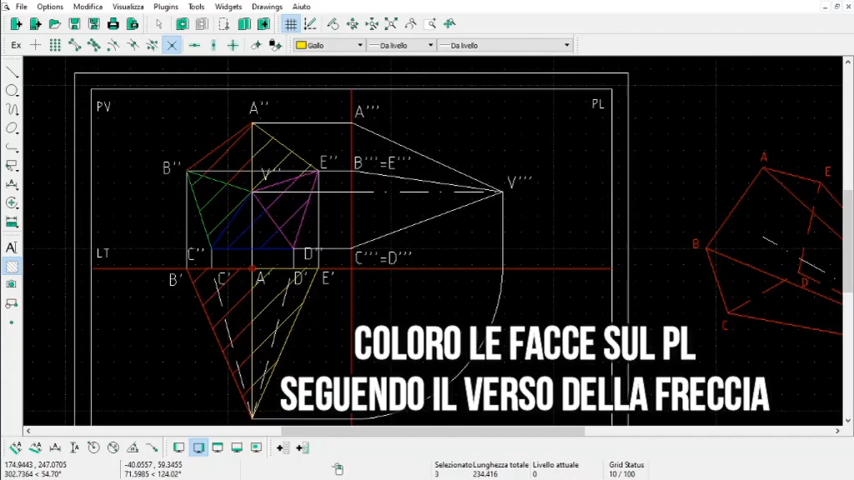 File Opzioni Modifica Visualizza Plugins Tools Widgets Drawings Aiuto
Ex Giallo Da livello Da livello
PV A'' A''' PL
B'' V'' E'' B'''=E''' V'''
LT C'' D'' C'''=D'''
B' C' A' D' E'
A
E
B
D
C
COLORO LE FACCE SUL PL
SEGUENDO IL VERSO DELLA FRECCIA
174.9443 , 247.0705 -40.0557 , 59.3455 Selezionato Lunghezza totale Livello attuale Grid Status
302.7364 < 54.70° 71.5985 < 124.02° 3 234.416 0 10 / 100